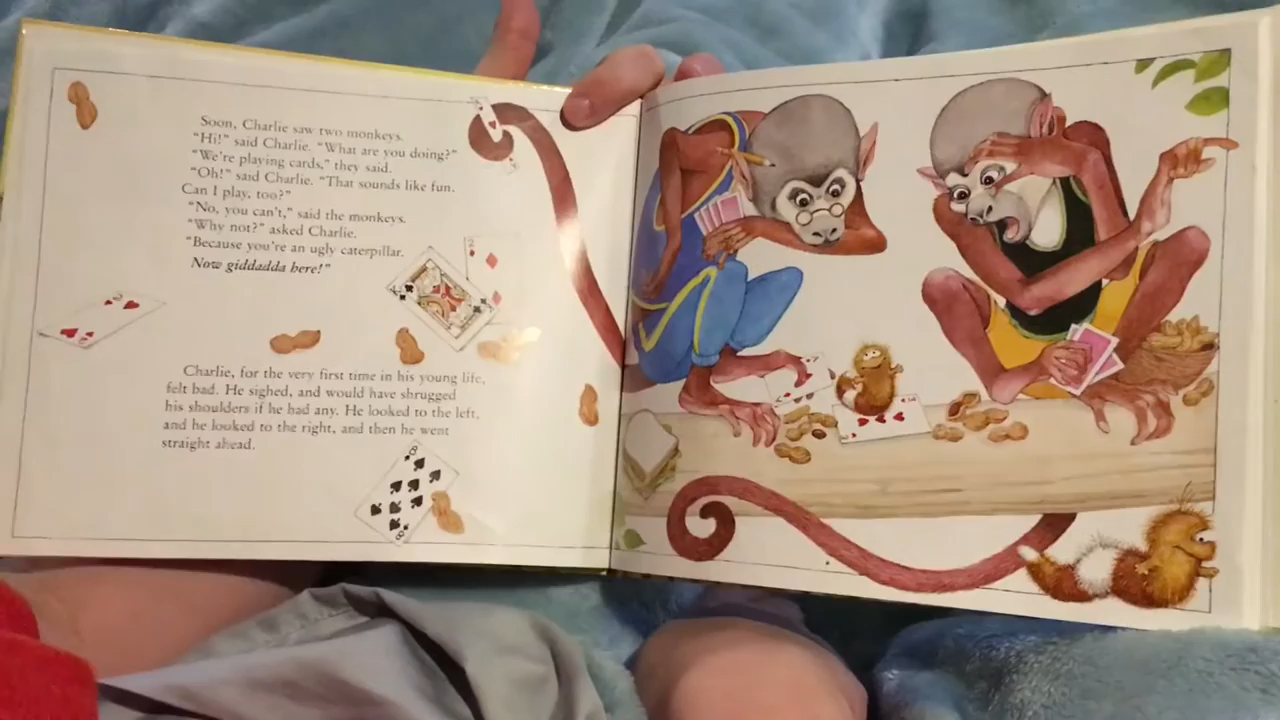 Soon, Charlie saw two monkeys.
"Hi!" said Charlie. "What are you doing?"
"We're playing cards," they said.
"Oh!" said Charlie. "That sounds like fun.
Can I play, too?"
"No, you can't," said the monkeys.
"Why not?" asked Charlie.
"Because you're an ugly caterpillar.
Now giddadda here!"
Charlie, for the very first time in his young life,
felt bad. He sighed, and would have shrugged
his shoulders if he had any. He looked to the left,
and he looked to the right, and then he went
straight ahead.
8
8